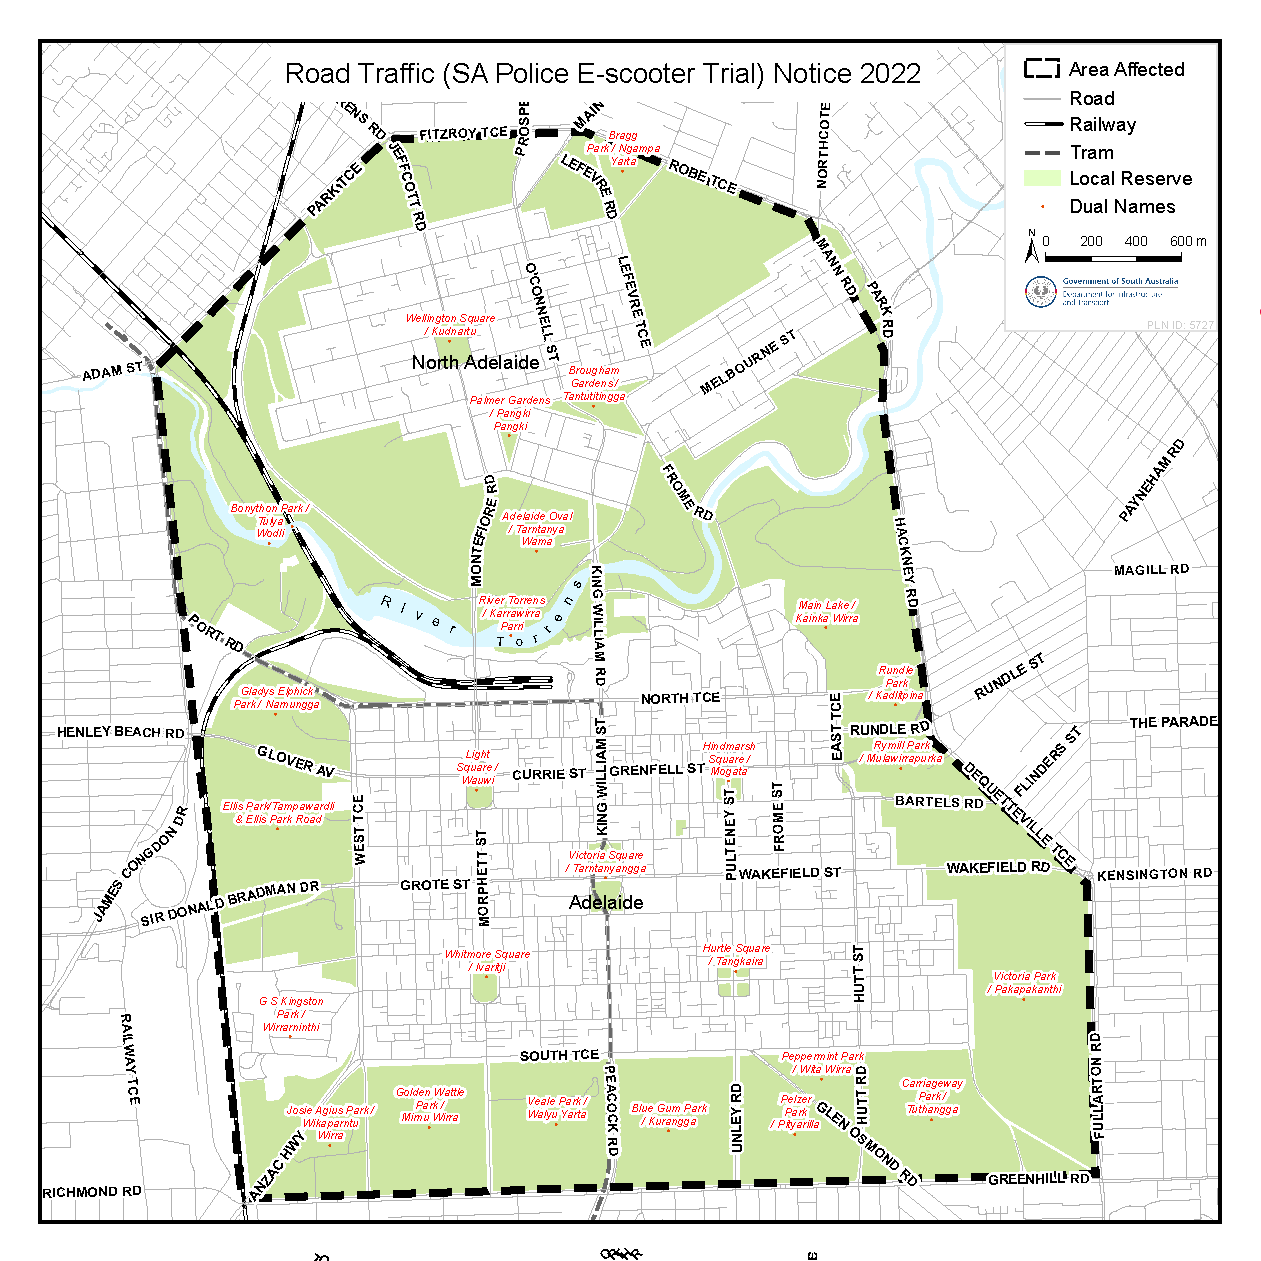 Road Traffic (SA Police E-scooter Trial) Notice 2022
Area Affected
Road
Railway
Tram
Local Reserve
Dual Names
N
0 200 400 600 m
Government of South Australia
Department for Infrastructure
and Transport
PLN ID: 5727
RENS RD
FITZROY TCE
PROSPE
MAIN
NORTHCOTE
Bragg
Park / Ngampa
Yarta
PARK TCE
JEFFCOTT RD
LEFEVRE RD
ROBE TCE
MANN RD
PARK RD
O'CONNELL ST
LEFEVRE TCE
Wellington Square
/ Kudnartu
North Adelaide
MELBOURNE ST
ADAM ST
Brougham
Gardens/
Tantutitingga
Palmer Gardens
/ Pangki
Pangki
PAYNEHAM RD
FROME RD
MONTEFIORE RD
Bonython Park /
Tulya
Wodli
Adelaide Oval
/ Tarntanya
Wama
HACKNEY RD
MAGILL RD
KING WILLIAM RD
River Torrens
River Torrens
/ Karrawirra
Parri
Main Lake /
Kainka Wirra
PORT RD
RUNDLE ST
Rundle
Park
/ Kadlitpina
Gladys Elphick
Park / Narnungga
NORTH TCE
EAST TCE
RUNDLE RD
THE PARADE
HENLEY BEACH RD
GLOVER AV
Light
Square /
Wauwi
CURRIE ST
KING WILLIAM ST
GRENFELL ST
Hindmarsh
Square /
Mogata
Rymill Park
/ Mulawirrapurka
FLINDERS ST
DEQUETTEVILLE TCE
BARTELS RD
Ellis Park/Tampawardli
& Ellis Park Road
WEST TCE
PULTENEY ST
FROME ST
JAMES CONGDON DR
MORPHETT ST
Victoria Square
/ Tarntanyangga
WAKEFIELD ST
WAKEFIELD RD
KENSINGTON RD
SIR DONALD BRADMAN DR
GROTE ST
Adelaide
Whitmore Square
/ Ivaritji
Hurtle Square
/ Tangkaira
HUTT ST
Victoria Park
/ Pakapakanthi
G S Kingston
Park /
Wirrarninthi
RAILWAY TCE
SOUTH TCE
Peppermint Park
/ Wita Wirra
FULLARTON RD
Josie Agius Park /
Wikaparntu
Wirra
Golden Wattle
Park /
Mirnu Wirra
Veale Park /
Walyu Yarta
PEACOCK RD
Blue Gum Park
/ Kurangga
UNLEY RD
Pelzer
Park
/ Pityarilla
HUTT RD
Carriageway
Park /
Tuthangga
GLEN OSMOND RD
ANZAC HWY
RICHMOND RD
GREENHILL RD